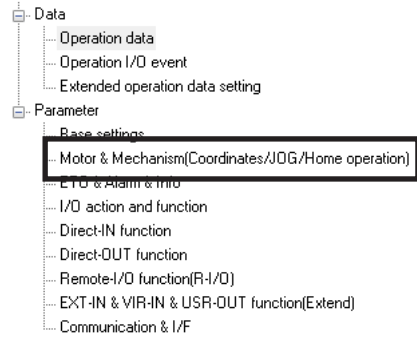 Data
Operation data
Operation I/O event
Extended operation data setting
Parameter
Base settings
Motor & Mechanism(Coordinates/JOG/Home operation)
ETO & Alarm & Info
I/O action and function
Direct-IN function
Direct-OUT function
Remote-I/O function(R-I/O)
EXT-IN & VIR-IN & USR-OUT function(Extend)
Communication & I/F